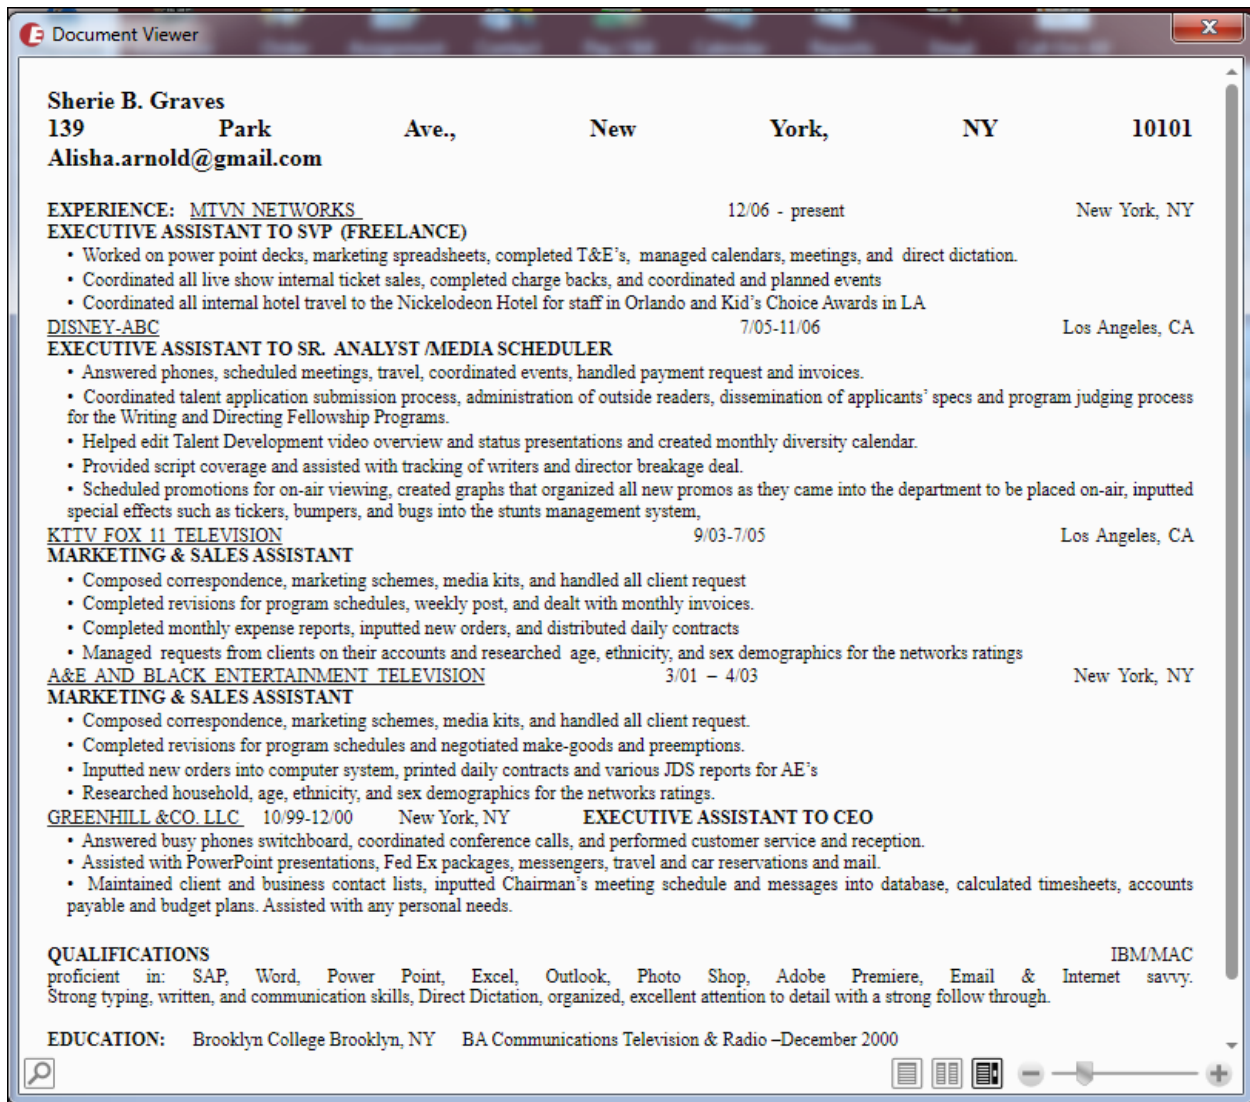 Document Viewer
Sherie B. Graves
139 Park Ave., New York, NY 10101
Alisha.arnold@gmail.com
EXPERIENCE: MTVN NETWORKS 12/06 - present New York, NY
EXECUTIVE ASSISTANT TO SVP (FREELANCE)
• Worked on power point decks, marketing spreadsheets, completed T&E's, managed calendars, meetings, and direct dictation.
• Coordinated all live show internal ticket sales, completed charge backs, and coordinated and planned events
• Coordinated all internal hotel travel to the Nickelodeon Hotel for staff in Orlando and Kid's Choice Awards in LA
DISNEY-ABC 7/05-11/06 Los Angeles, CA
EXECUTIVE ASSISTANT TO SR. ANALYST /MEDIA SCHEDULER
• Answered phones, scheduled meetings, travel, coordinated events, handled payment request and invoices.
• Coordinated talent application submission process, administration of outside readers, dissemination of applicants' specs and program judging process
for the Writing and Directing Fellowship Programs.
• Helped edit Talent Development video overview and status presentations and created monthly diversity calendar.
• Provided script coverage and assisted with tracking of writers and director breakage deal.
• Scheduled promotions for on-air viewing, created graphs that organized all new promos as they came into the department to be placed on-air, inputted
special effects such as tickers, bumpers, and bugs into the stunts management system,
KTTV FOX 11 TELEVISION 9/03-7/05 Los Angeles, CA
MARKETING & SALES ASSISTANT
• Composed correspondence, marketing schemes, media kits, and handled all client request
• Completed revisions for program schedules, weekly post, and dealt with monthly invoices.
• Completed monthly expense reports, inputted new orders, and distributed daily contracts
• Managed requests from clients on their accounts and researched age, ethnicity, and sex demographics for the networks ratings
A&E AND BLACK ENTERTAINMENT TELEVISION 3/01 – 4/03 New York, NY
MARKETING & SALES ASSISTANT
• Composed correspondence, marketing schemes, media kits, and handled all client request.
• Completed revisions for program schedules and negotiated make-goods and preemptions.
• Inputted new orders into computer system, printed daily contracts and various JDS reports for AE's
• Researched household, age, ethnicity, and sex demographics for the networks ratings.
GREENHILL &CO. LLC 10/99-12/00 New York, NY EXECUTIVE ASSISTANT TO CEO
• Answered busy phones switchboard, coordinated conference calls, and performed customer service and reception.
• Assisted with PowerPoint presentations, Fed Ex packages, messengers, travel and car reservations and mail.
• Maintained client and business contact lists, inputted Chairman's meeting schedule and messages into database, calculated timesheets, accounts
payable and budget plans. Assisted with any personal needs.
QUALIFICATIONS IBM/MAC
proficient in: SAP, Word, Power Point, Excel, Outlook, Photo Shop, Adobe Premiere, Email & Internet savvy.
Strong typing, written, and communication skills, Direct Dictation, organized, excellent attention to detail with a strong follow through.
EDUCATION: Brooklyn College Brooklyn, NY BA Communications Television & Radio –December 2000